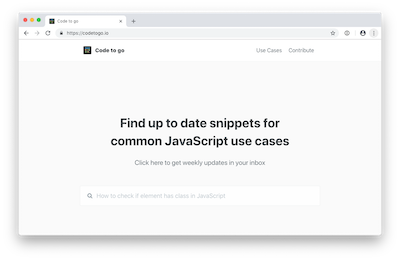 Code to go
https://codetogo.io
Code to go
Use Cases Contribute
Find up to date snippets for
common JavaScript use cases
Click here to get weekly updates in your inbox
How to check if element has class in JavaScript